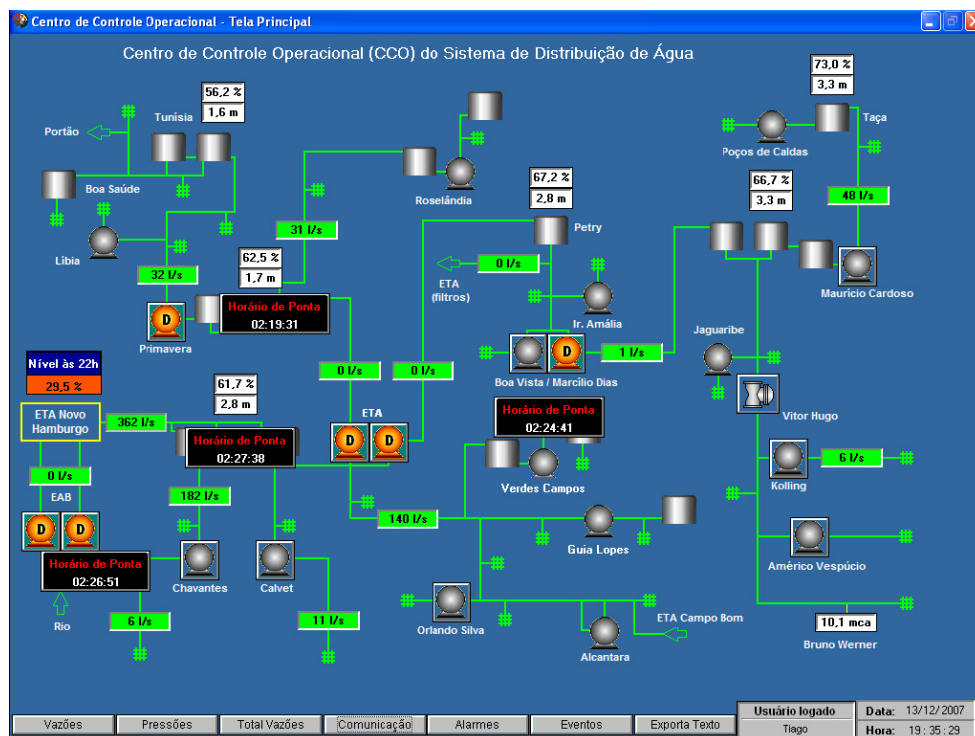 Centro de Controle Operacional - Tela Principal
Centro de Controle Operacional (CCO) do Sistema de Distribuição de Água
73,0 %
3,3 m
Taça
Poços de Caldas
48 l/s
Maurício Cardoso
56,2 %
1,6 m
Tunísia
Portão
Boa Saúde
Líbia
32 l/s
Primavera
Roselândia
31 l/s
62,5 %
1,7 m
Horário de Ponta
02:19:31
67,2 %
2,8 m
Petry
0 l/s
ETA
(filtros)
Ir. Amália
66,7 %
3,3 m
Jaguaribe
1 l/s
Boa Vista / Marcilio Dias
Vitor Hugo
Nível às 22h
29,5 %
ETA Novo
Hamburgo
362 l/s
61,7 %
2,8 m
Horário de Ponta
02:27:38
0 l/s
0 l/s
ETA
D
D
D
D
Horário de Ponta
02:24:41
Verdes Campos
Kolling
6 l/s
0 l/s
EAB
D
D
Horário de Ponta
02:26:51
Rio
182 l/s
Chavantes
Calvet
140 l/s
Guia Lopes
Américo Vespúcio
6 l/s
11 l/s
Orlando Silva
Alcantara
ETA Campo Bom
10,1 mca
Bruno Werner
Vazões
Pressões
Total Vazões
Comunicação
Alarmes
Eventos
Exporta Texto
Usuário logado
Tiago
Data: 13/12/2007
Hora: 19:35:29